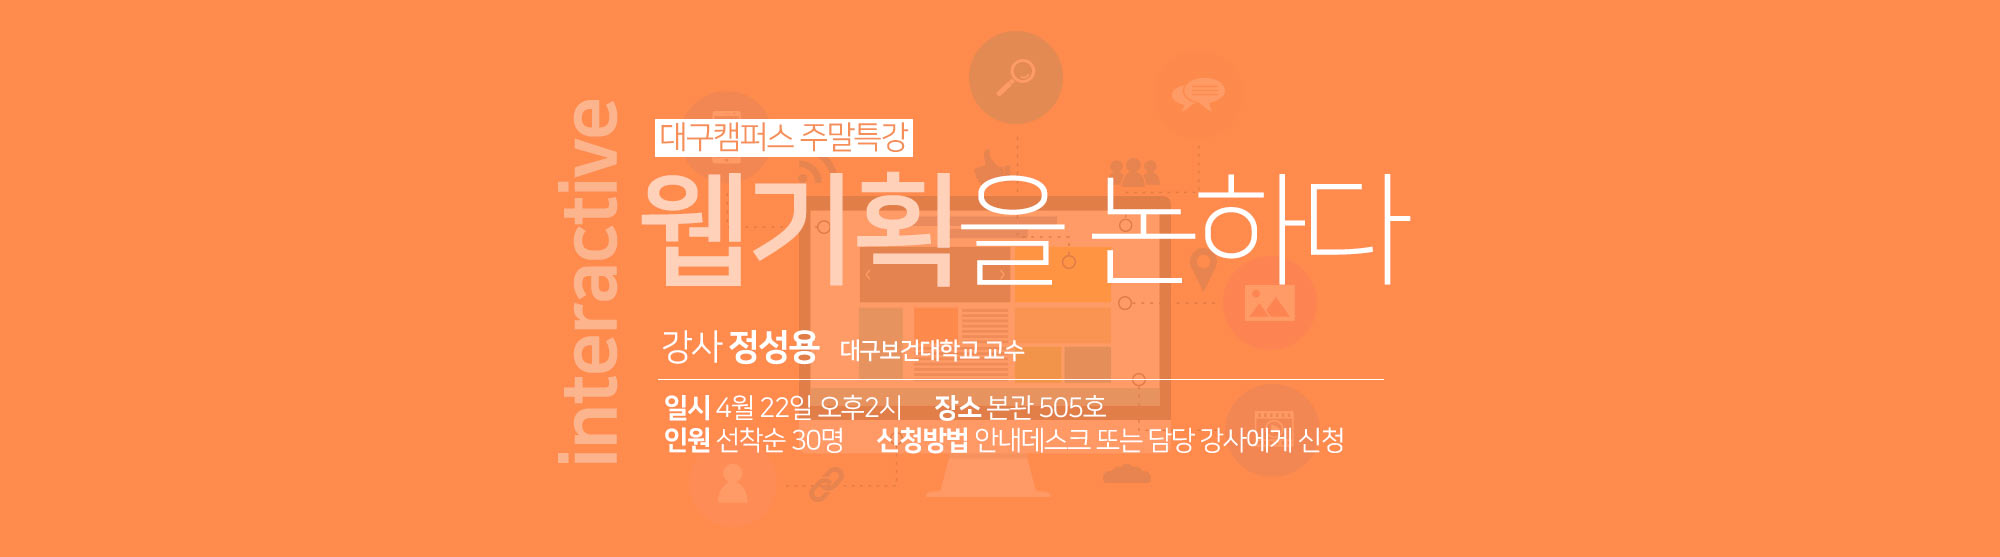 interactive
대구캠퍼스 주말특강
웹기획을 논하다
강사 정성용 대구보건대학교 교수
일시 4월 22일 오후2시 장소 본관 505호
인원 선착순 30명 신청방법 안내데스크 또는 담당 강사에게 신청